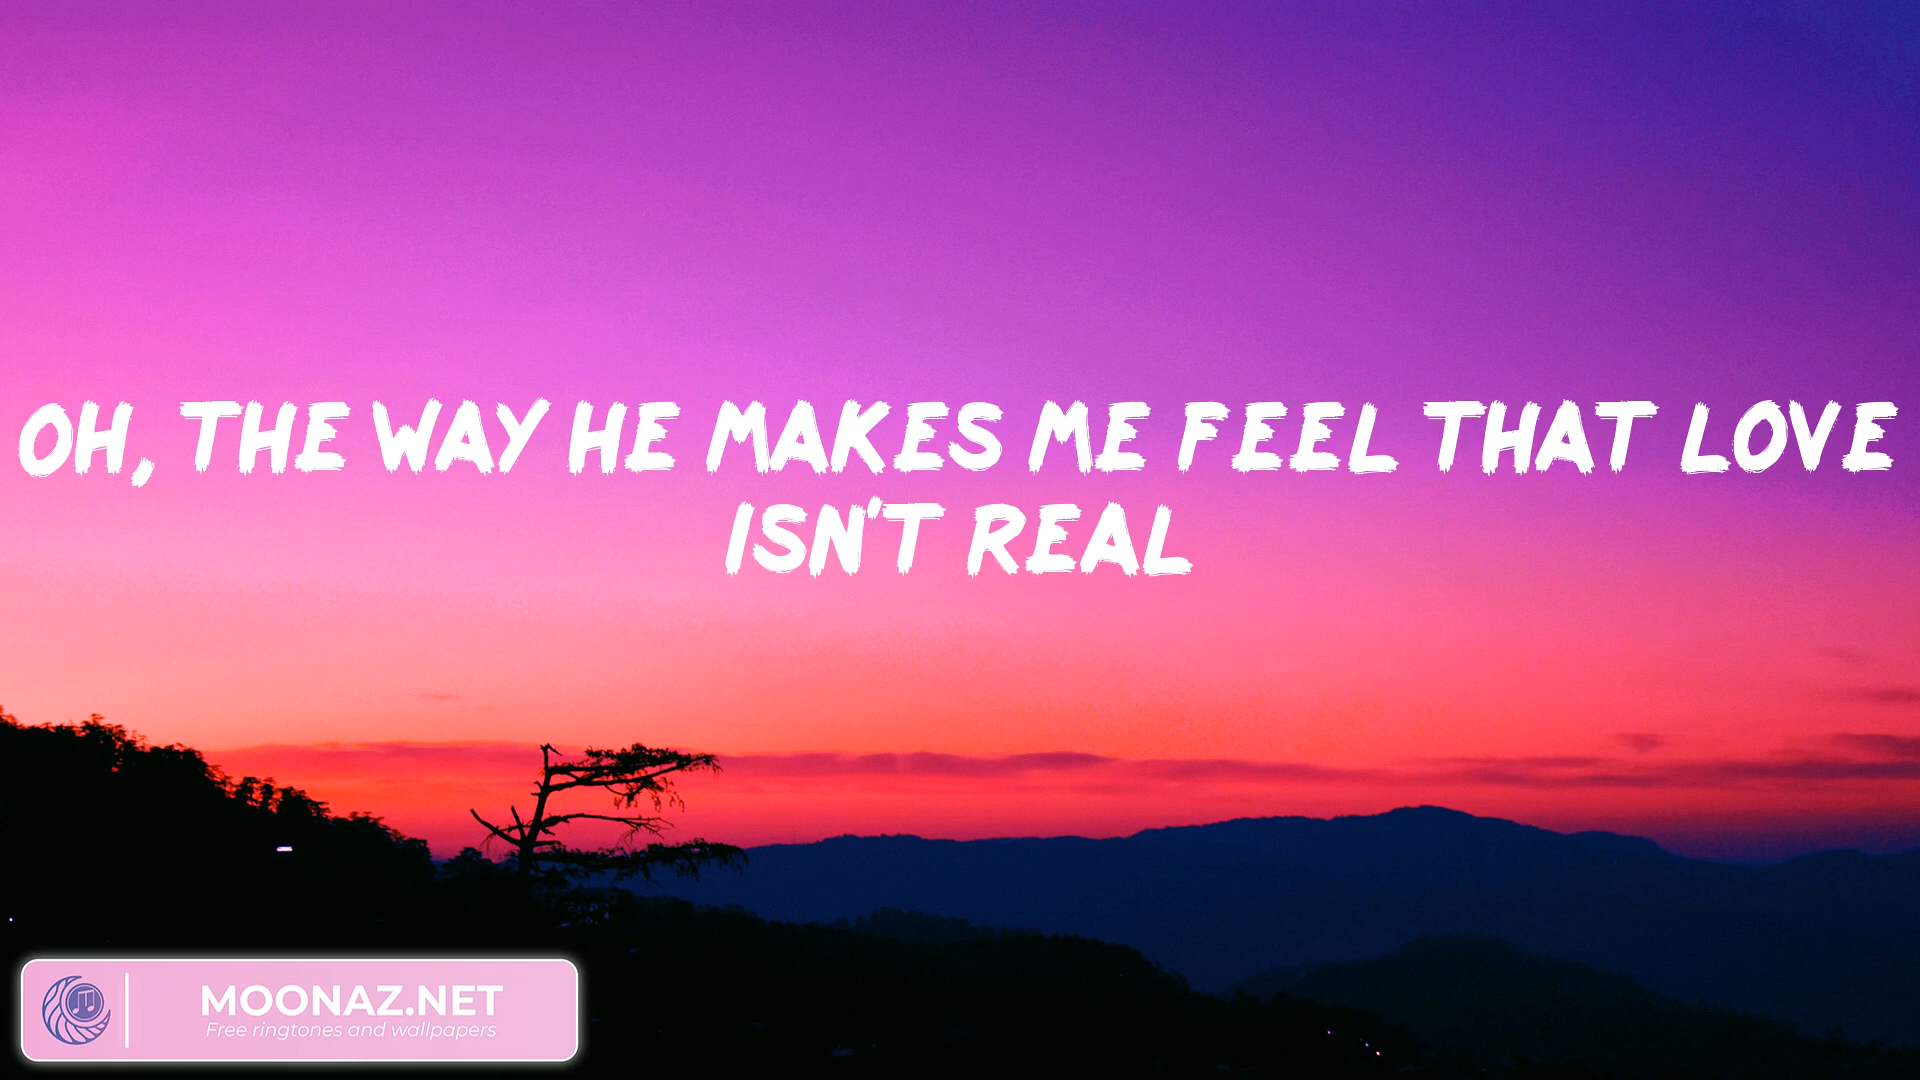 OH, THE WAY HE MAKES ME FEEL THAT LOVE
ISN'T REAL
MOONAZ.NET
Free ringtones and wallpapers